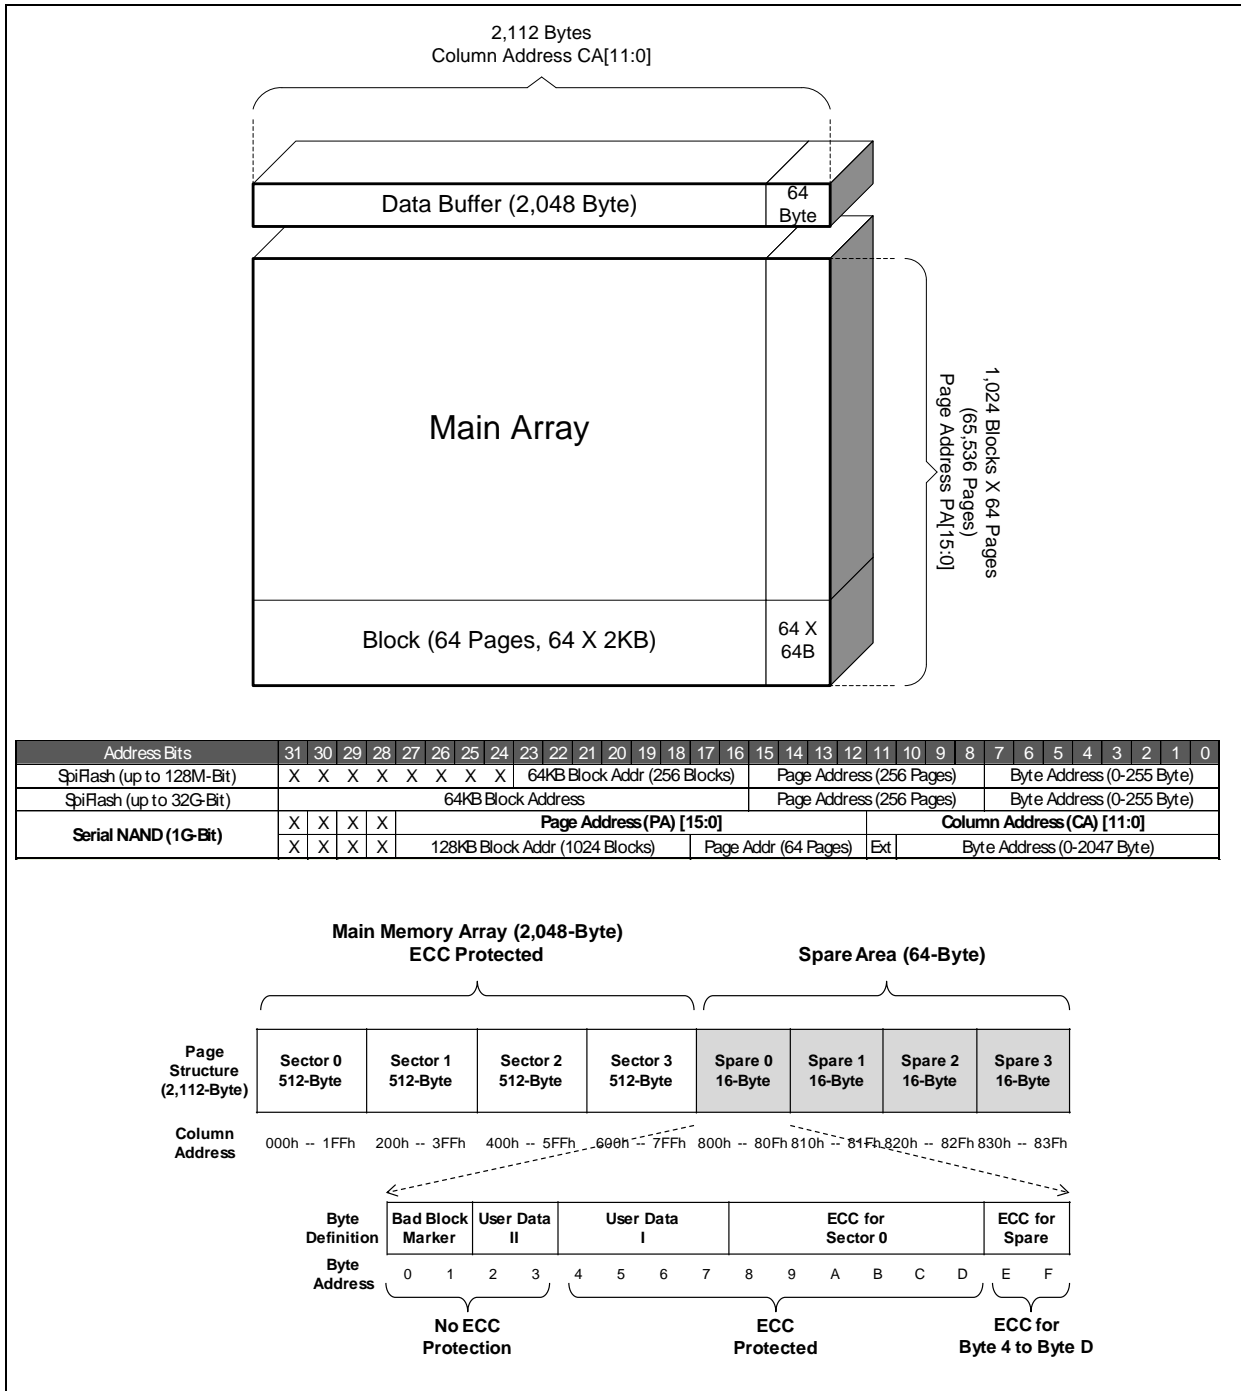 2,112 Bytes
Column Address CA[11:0]
Data Buffer (2,048 Byte)
64
Byte
Main Array
1,024 Blocks X 64 Pages
(65,536 Pages)
Page Address PA[15:0]
Block (64 Pages, 64 X 2KB)
64 X
64B
Address Bits 31 30 29 28 27 26 25 24 23 22 21 20 19 18 17 16 15 14 13 12 11 10 9 8 7 6 5 4 3 2 1 0
SpiFlash (up to 128M-Bit) X X X X X X X X 64KB Block Addr (256 Blocks) Page Address (256 Pages) Byte Address (0-255 Byte)
SpiFlash (up to 32G-Bit) 64KB Block Address Page Address (256 Pages) Byte Address (0-255 Byte)
Serial NAND (1G-Bit) X X X X Page Address (PA) [15:0] Column Address (CA) [11:0]
X X X X 128KB Block Addr (1024 Blocks) Page Addr (64 Pages) Ext Byte Address (0-2047 Byte)
Main Memory Array (2,048-Byte)
ECC Protected
Spare Area (64-Byte)
Page
Structure
(2,112-Byte)
Sector 0
512-Byte
Sector 1
512-Byte
Sector 2
512-Byte
Sector 3
512-Byte
Spare 0
16-Byte
Spare 1
16-Byte
Spare 2
16-Byte
Spare 3
16-Byte
Column
Address
000h -- 1FFh 200h -- 3FFh 400h -- 5FFh 600h -- 7FFh 800h -- 80Fh 810h -- 81Fh 820h -- 82Fh 830h -- 83Fh
Byte
Definition
Bad Block
Marker
User Data
II
User Data
I
ECC for
Sector 0
ECC for
Spare
Byte
Address
0 1 2 3 4 5 6 7 8 9 A B C D E F
No ECC
Protection
ECC
Protected
ECC for
Byte 4 to Byte D